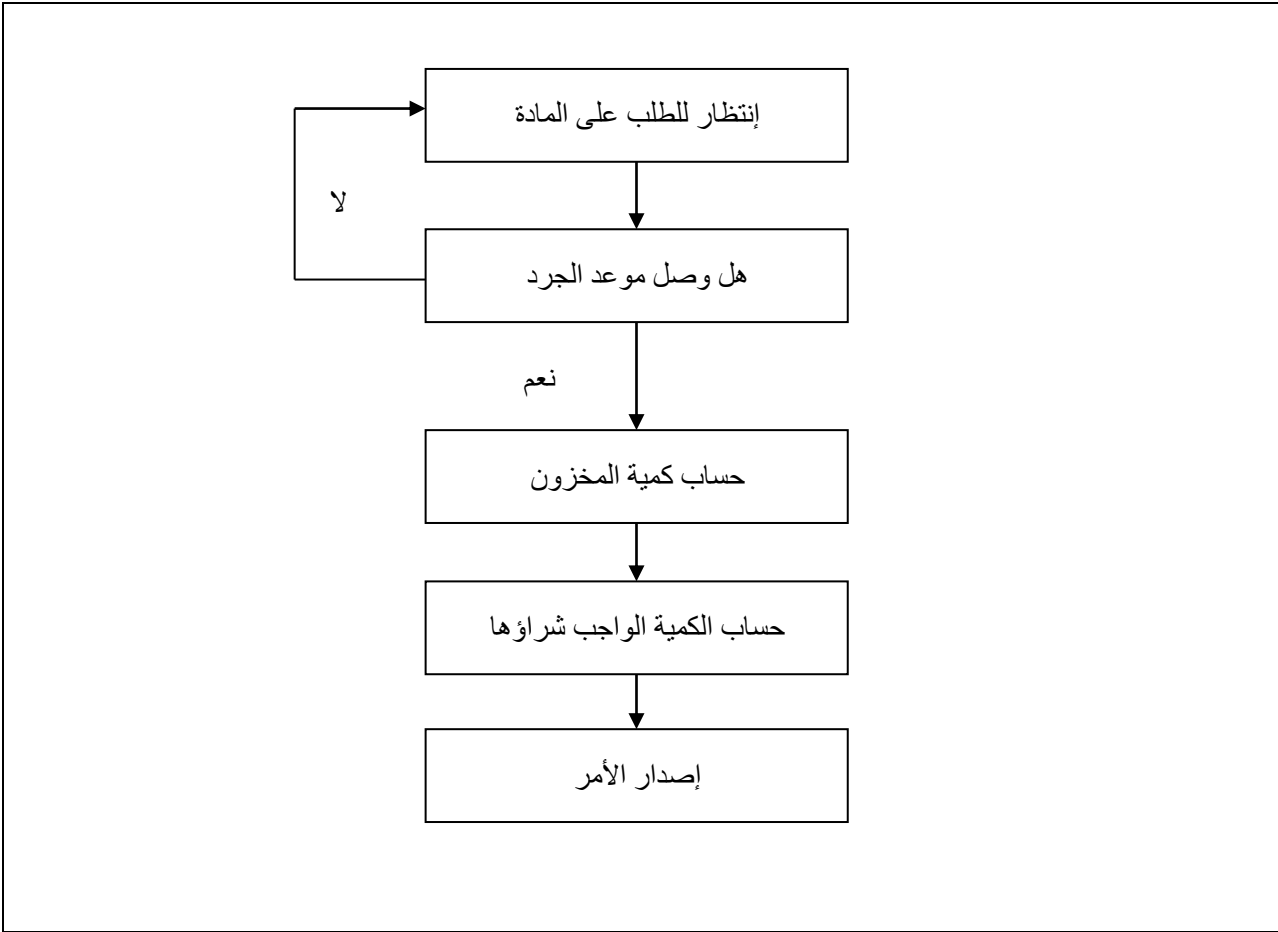 إنتظار للطلب على المادة
لا
هل وصل موعد الجرد
نعم
حساب كمية المخزون
حساب الكمية الواجب شراؤها
إصدار الأمر